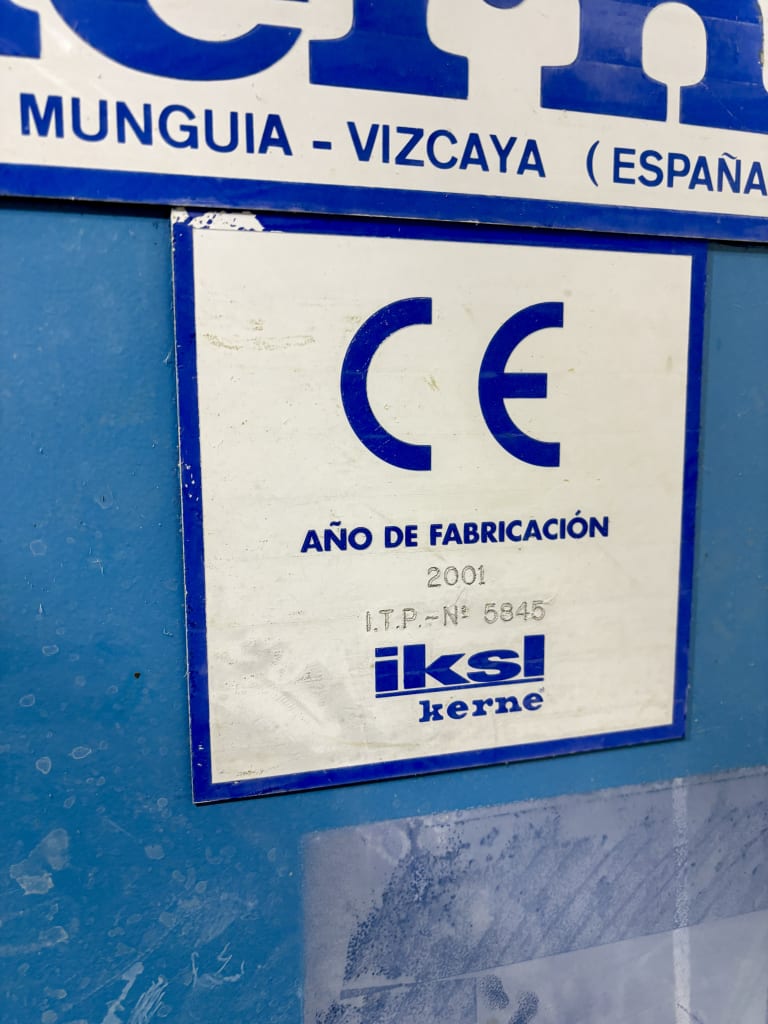 MUNGUIA - VIZCAYA (ESPAÑA
CE
AÑO DE FABRICACIÓN
2001
I.T.P.-Nº 5845
iksl
kerne